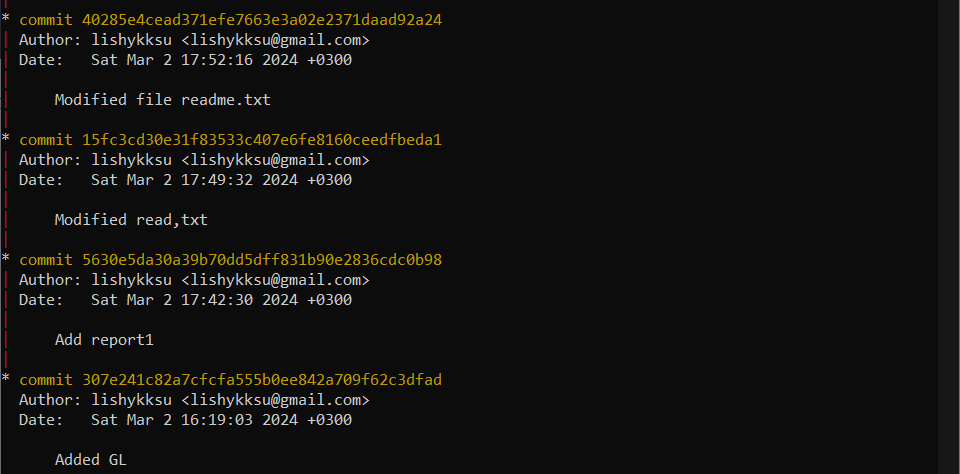 * commit 40285e4cead371efe7663e3a02e2371daad92a24
| Author: lishykksu <lishykksu@gmail.com>
| Date:   Sat Mar 2 17:52:16 2024 +0300
|
|     Modified file readme.txt
|
* commit 15fc3cd30e31f83533c407e6fe8160ceedfbeda1
| Author: lishykksu <lishykksu@gmail.com>
| Date:   Sat Mar 2 17:49:32 2024 +0300
|
|     Modified read,txt
|
* commit 5630e5da30a39b70dd5dff831b90e2836cdc0b98
| Author: lishykksu <lishykksu@gmail.com>
| Date:   Sat Mar 2 17:42:30 2024 +0300
|
|     Add report1
|
* commit 307e241c82a7cfcfa555b0ee842a709f62c3dfad
  Author: lishykksu <lishykksu@gmail.com>
  Date:   Sat Mar 2 16:19:03 2024 +0300

      Added GL